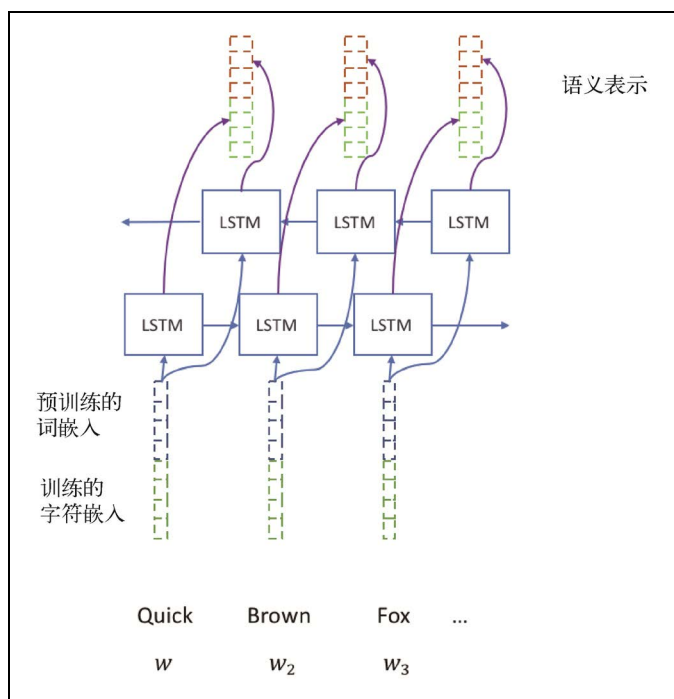 语义表示
LSTM LSTM LSTM
LSTM LSTM LSTM
预训练的
词嵌入
训练的
字符嵌入
Quick Brown Fox ...
w w₂ w₃